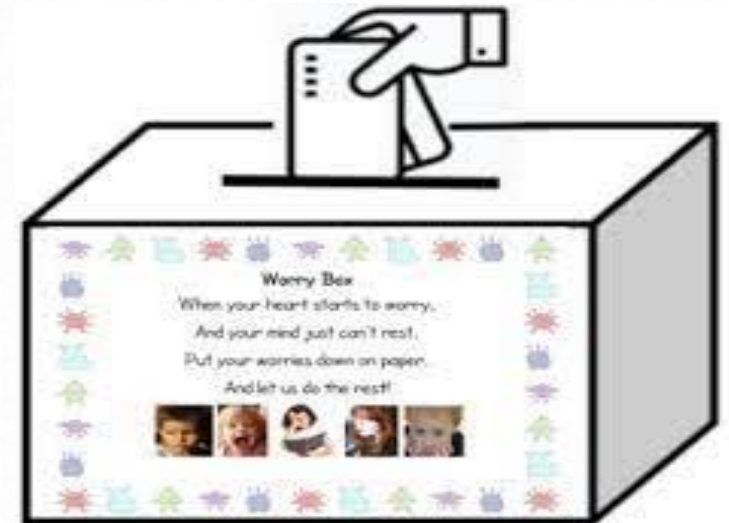 Worry Box
When your heart starts to worry,
And your mind just can't rest,
Put your worries down on paper,
And let us do the rest!